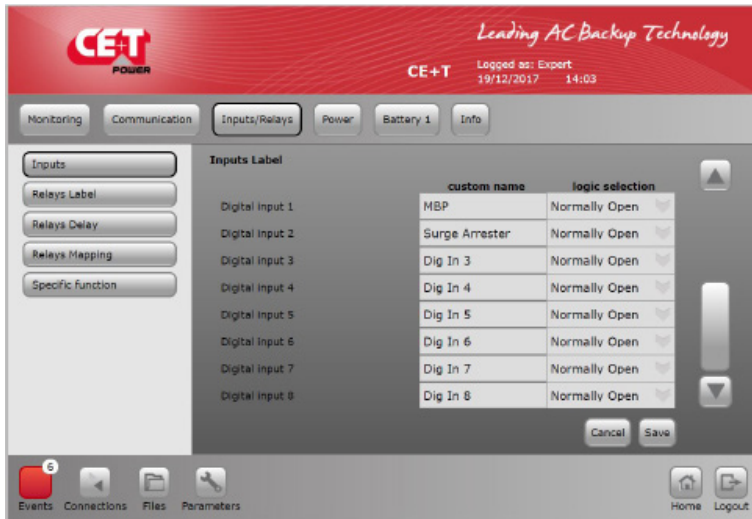 CE+T
POWER
Leading AC Backup Technology
CE+T
Logged as: Expert
19/12/2017 14:03
Monitoring Communication Inputs/Relays Power Battery 1 Info
Inputs
Relays Label
Relays Delay
Relays Mapping
Specific function
Inputs Label
custom name logic selection
Digital input 1 MBP Normally Open
Digital input 2 Surge Arrester Normally Open
Digital input 3 Dig In 3 Normally Open
Digital input 4 Dig In 4 Normally Open
Digital input 5 Dig In 5 Normally Open
Digital input 6 Dig In 6 Normally Open
Digital input 7 Dig In 7 Normally Open
Digital input 8 Dig In 8 Normally Open
Cancel Save
6
Events Connections Files Parameters Home Logout